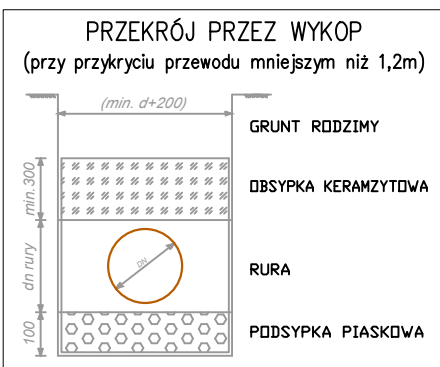 PRZEKRÓJ PRZEZ WYKOP
(przy przykryciu przewodu mniejszym niż 1,2m)
(min. d+200)
GRUNT RODZIMY
min.300
OBSYPKA KERAMZYTOWA
dn rury
DN
RURA
100
PODSYPKA PIASKOWA